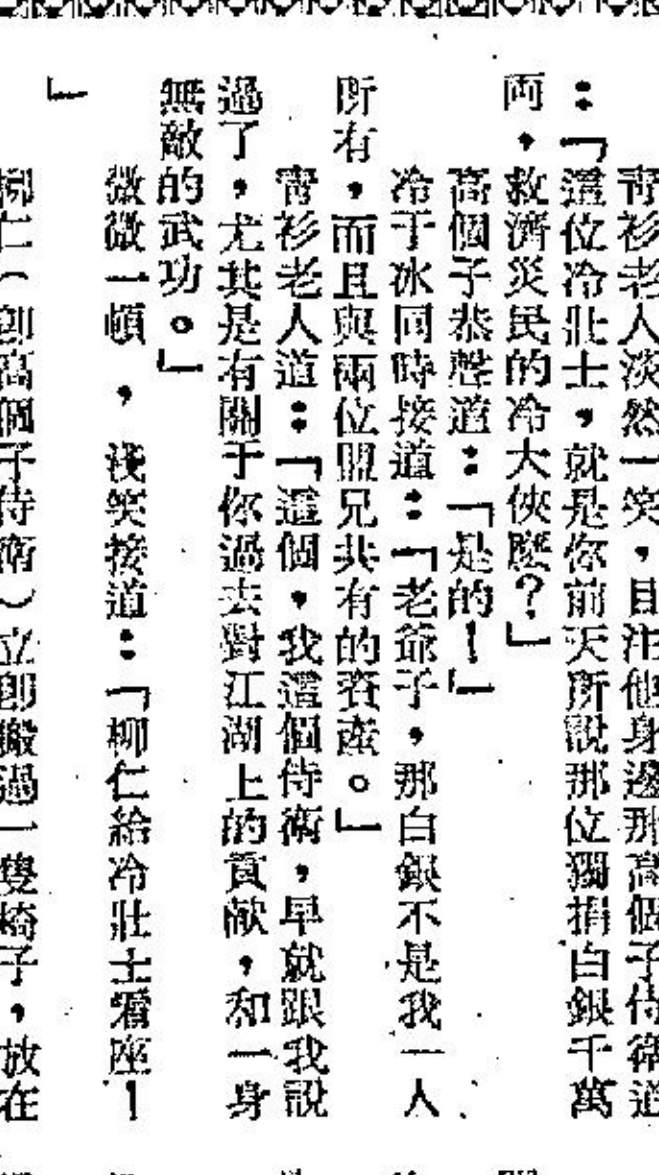 青衫老人淡然一笑，目注他身邊那高個子侍衛道
：「這位冷壯士，就是你前天所說那位獨捐白銀千萬
両，救濟災民的冷大俠麽？」
高個子恭聲道：「是的！」
冷于冰同時接道：「老爺子，那白銀不是我一人
所有，而且與兩位盟兄共有的資產。」
青衫老人道：「這個，我這個侍衛，早就跟我說
過了，尤其是有關于你過去對江湖上的貢献，和一身
無敵的武功。」
微微一頓，淺笑接道：「柳仁給冷壯士看座！
」
柳仁（卽高個子侍衛）立卽搬過一隻椅子，放在